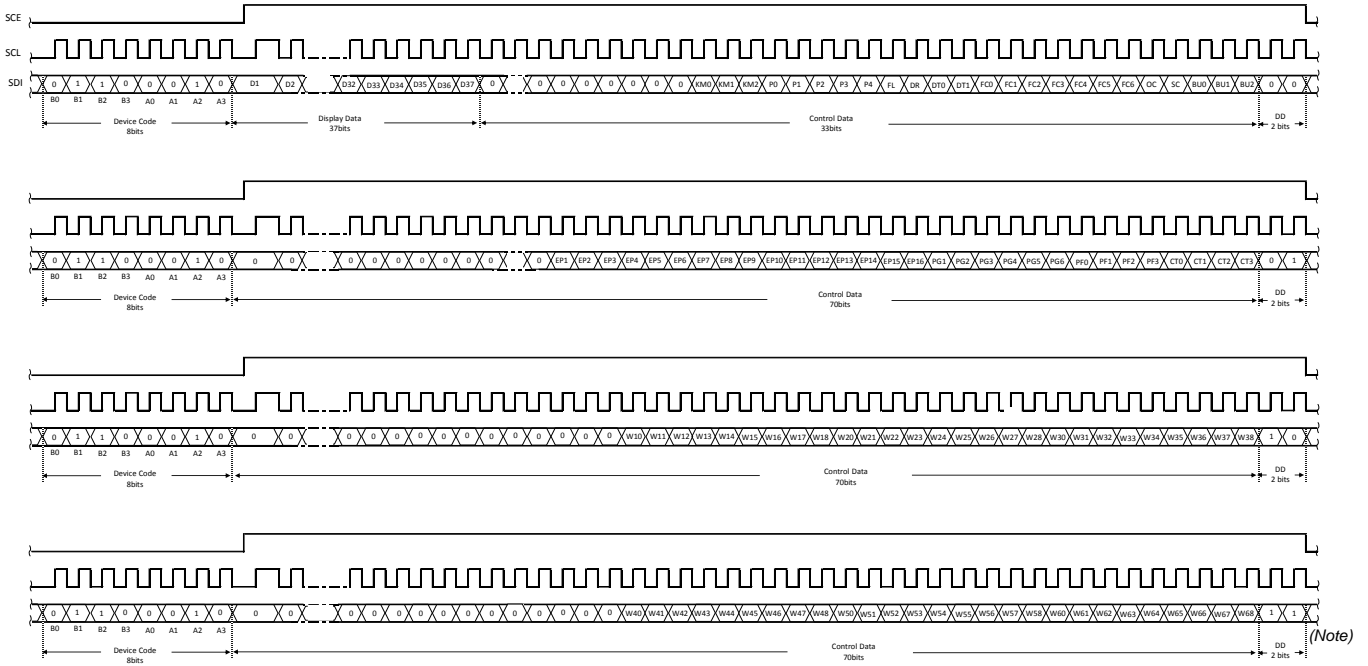 SCE
SCL
SDI 0 1 1 0 0 0 1 0 D1 D2 D32 D33 D34 D35 D36 D37 0 0 0 0 0 0 0 0 KM0 KM1 KM2 P0 P1 P2 P3 P4 FL DR DT0 DT1 FC0 FC1 FC2 FC3 FC4 FC5 FC6 OC SC BU0 BU1 BU2 0 0
B0 B1 B2 B3 A0 A1 A2 A3
Device Code 8bits
Display Data 37bits
Control Data 33bits
DD 2 bits
0 1 1 0 0 0 1 0 0 0 0 0 0 0 0 0 0 0 EP1 EP2 EP3 EP4 EP5 EP6 EP7 EP8 EP9 EP10 EP11 EP12 EP13 EP14 EP15 EP16 PG1 PG2 PG3 PG4 PG5 PG6 PF0 PF1 PF2 PF3 CT0 CT1 CT2 CT3 0 1
B0 B1 B2 B3 A0 A1 A2 A3
Device Code 8bits
Control Data 70bits
DD 2 bits
0 1 1 0 0 0 1 0 0 0 0 0 0 0 0 0 0 0 0 0 0 0 W10 W11 W12 W13 W14 W15 W16 W17 W18 W20 W21 W22 W23 W24 W25 W26 W27 W28 W30 W31 W32 W33 W34 W35 W36 W37 W38 1 0
B0 B1 B2 B3 A0 A1 A2 A3
Device Code 8bits
Control Data 70bits
DD 2 bits
0 1 1 0 0 0 1 0 0 0 0 0 0 0 0 0 0 0 0 0 0 0 W40 W41 W42 W43 W44 W45 W46 W47 W48 W50 W51 W52 W53 W54 W55 W56 W57 W58 W60 W61 W62 W63 W64 W65 W66 W67 W68 1 1
B0 B1 B2 B3 A0 A1 A2 A3
(Note)
Device Code 8bits
Control Data 70bits
DD 2 bits